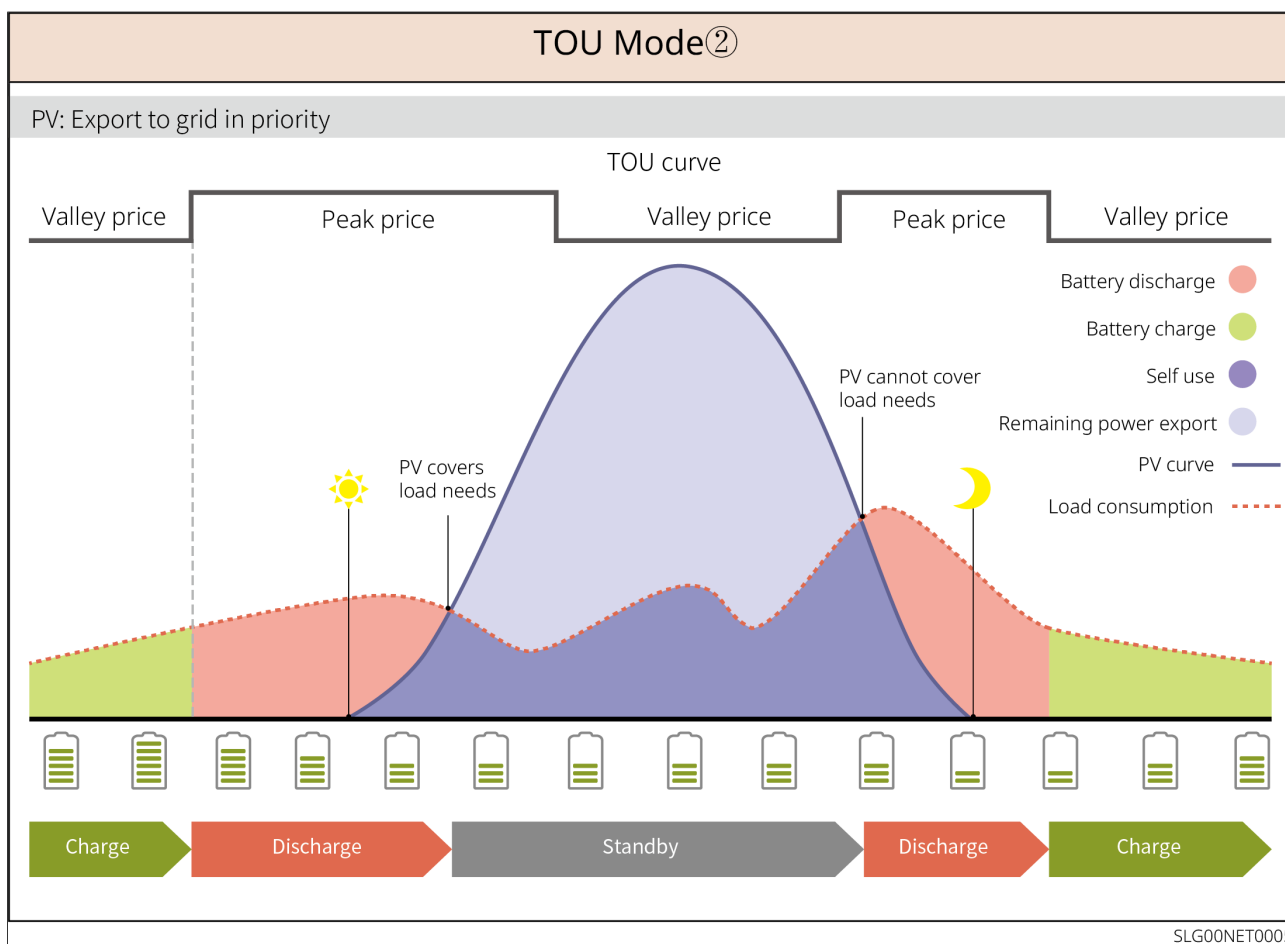 TOU Mode②
PV: Export to grid in priority
TOU curve
Valley price
Peak price
Valley price
Peak price
Valley price
Battery discharge
Battery charge
Self use
Remaining power export
PV curve
Load consumption
PV cannot cover
load needs
PV covers
load needs
Charge
Discharge
Standby
Discharge
Charge
SLG00NET000